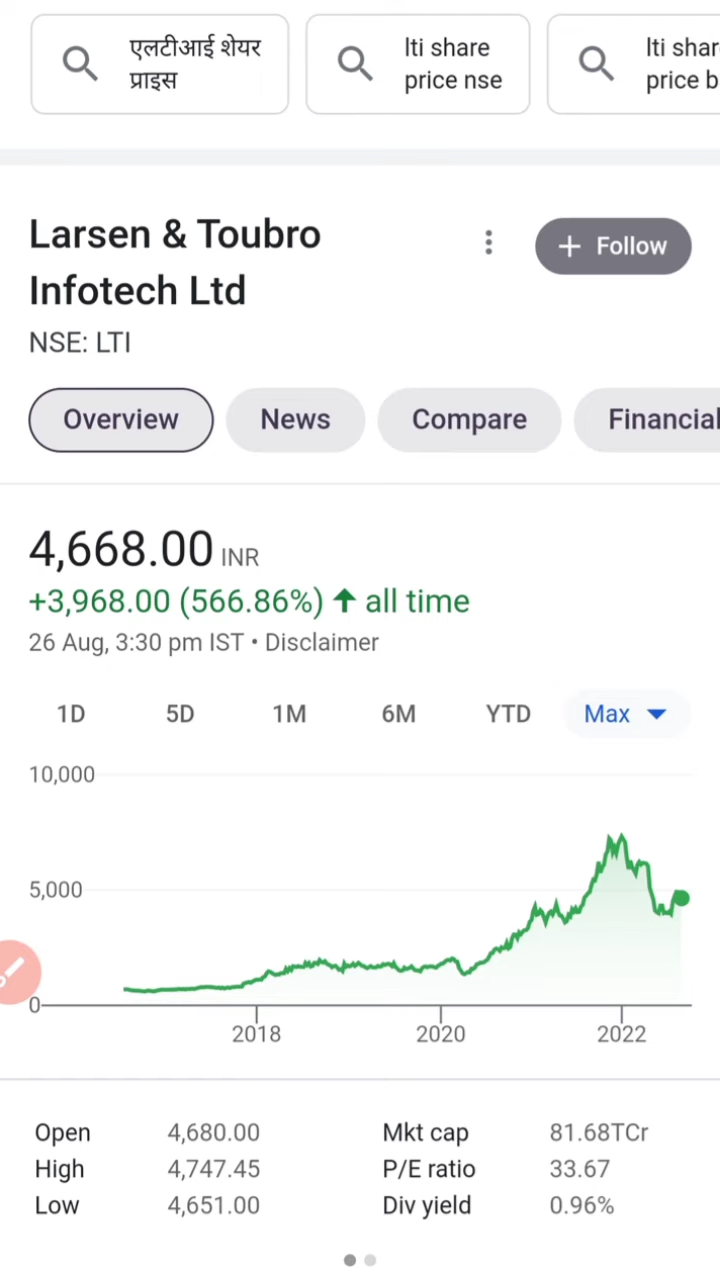 एलटीआई शेयर
प्राइस
lti share
price nse
lti shar
price b
Larsen & Toubro
Infotech Ltd
+ Follow
NSE: LTI
Overview
News
Compare
Financial
4,668.00 INR
+3,968.00 (566.86%) ↑ all time
26 Aug, 3:30 pm IST • Disclaimer
1D 5D 1M 6M YTD Max
10,000
5,000
0
2018 2020 2022
Open 4,680.00 Mkt cap 81.68TCr
High 4,747.45 P/E ratio 33.67
Low 4,651.00 Div yield 0.96%